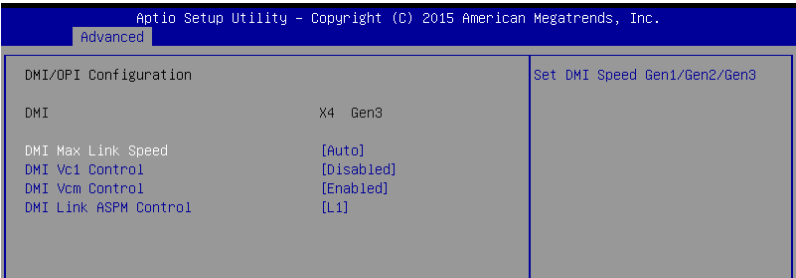 Aptio Setup Utility – Copyright (C) 2015 American Megatrends, Inc.
Advanced
DMI/OPI Configuration
Set DMI Speed Gen1/Gen2/Gen3
DMI X4 Gen3
DMI Max Link Speed [Auto]
DMI Vc1 Control [Disabled]
DMI Vcm Control [Enabled]
DMI Link ASPM Control [L1]